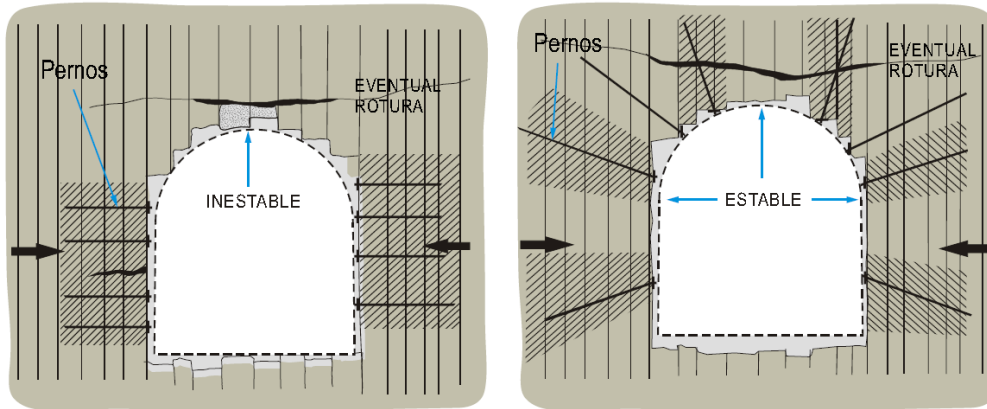 Pernos
EVENTUAL
ROTURA
INESTABLE
Pernos
EVENTUAL
ROTURA
ESTABLE